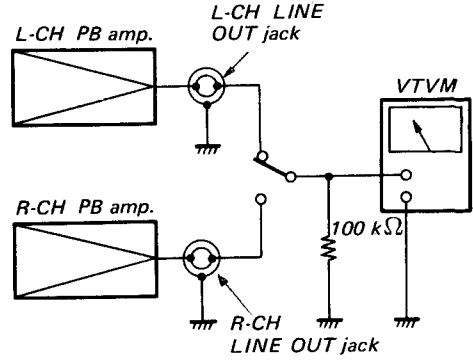 L-CH LINE
OUT jack
L-CH PB amp.
VTVM
R-CH PB amp.
100 kΩ
R-CH
LINE OUT jack